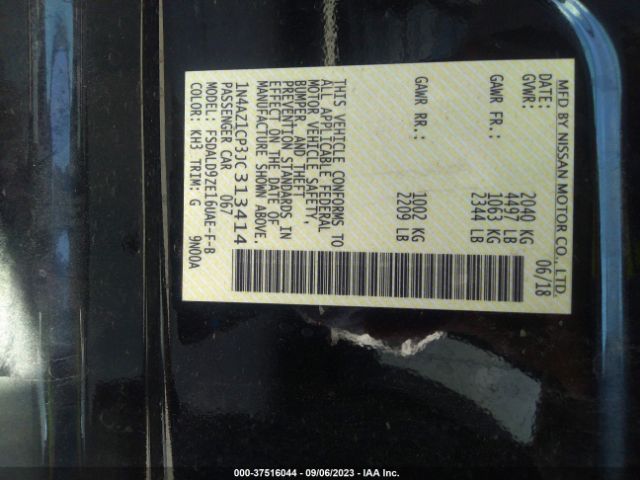 MFD BY NISSAN MOTOR CO., LTD.
DATE: 06/18
GVWR: 2040 KG
4497 LB
GAWR FR: 1063 KG
2344 LB
GAWR RR: 1002 KG
2209 LB
THIS VEHICLE CONFORMS TO
ALL APPLICABLE FEDERAL
MOTOR VEHICLE SAFETY,
BUMPER, AND THEFT
PREVENTION STANDARDS IN
EFFECT ON THE DATE OF
MANUFACTURE SHOWN ABOVE.
1N4AZ1CP3JC313414
PASSENGER CAR 067
MODEL: FSDALD9ZE16UAE-F-B
COLOR: KH3 TRIM: G 9N00A
000-37516044 - 09/06/2023 - IAA Inc.